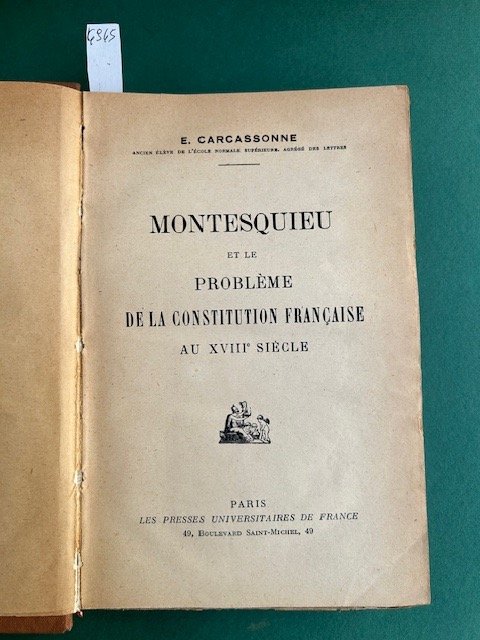 4965
E. CARCASSONNE
ANCIEN ÉLÈVE DE L'ÉCOLE NORMALE SUPÉRIEURE, AGRÉGÉ DES LETTRES
MONTESQUIEU
ET LE
PROBLÈME
DE LA CONSTITUTION FRANÇAISE
AU XVIIIᵉ SIÈCLE
PARIS
LES PRESSES UNIVERSITAIRES DE FRANCE
49, BOULEVARD SAINT-MICHEL, 49